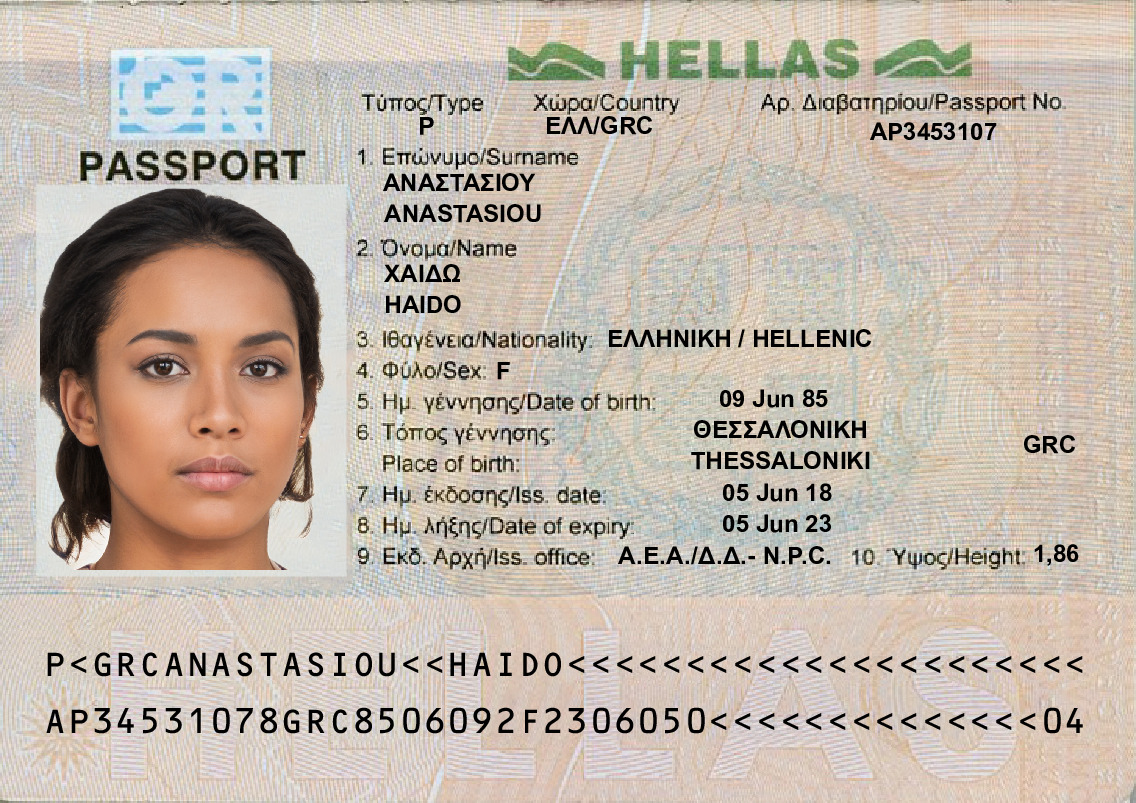 GR
PASSPORT
HELLAS
Τύπος/Type Χώρα/Country Αρ. Διαβατηρίου/Passport No.
P ΕΛΛ/GRC AP3453107
1. Επώνυμο/Surname
ΑΝΑΣΤΑΣΙΟΥ
ANASTASIOU
2. Όνομα/Name
ΧΑΙΔΩ
HAIDO
3. Ιθαγένεια/Nationality: ΕΛΛΗΝΙΚΗ / HELLENIC
4. Φύλο/Sex: F
5. Ημ. γέννησης/Date of birth: 09 Jun 85
6. Τόπος γέννησης: ΘΕΣΣΑΛΟΝΙΚΗ
Place of birth: THESSALONIKI GRC
7. Ημ. έκδοσης/Iss. date: 05 Jun 18
8. Ημ. λήξης/Date of expiry: 05 Jun 23
9. Εκδ. Αρχή/Iss. office: Α.Ε.Α./Δ.Δ.- N.P.C. 10. Ύψος/Height: 1,86
HELLAS
P<GRCANASTASIOU<<HAIDO<<<<<<<<<<<<<<<<<<<<<<
AP34531078GRC8506092F2306050<<<<<<<<<<<<<<04